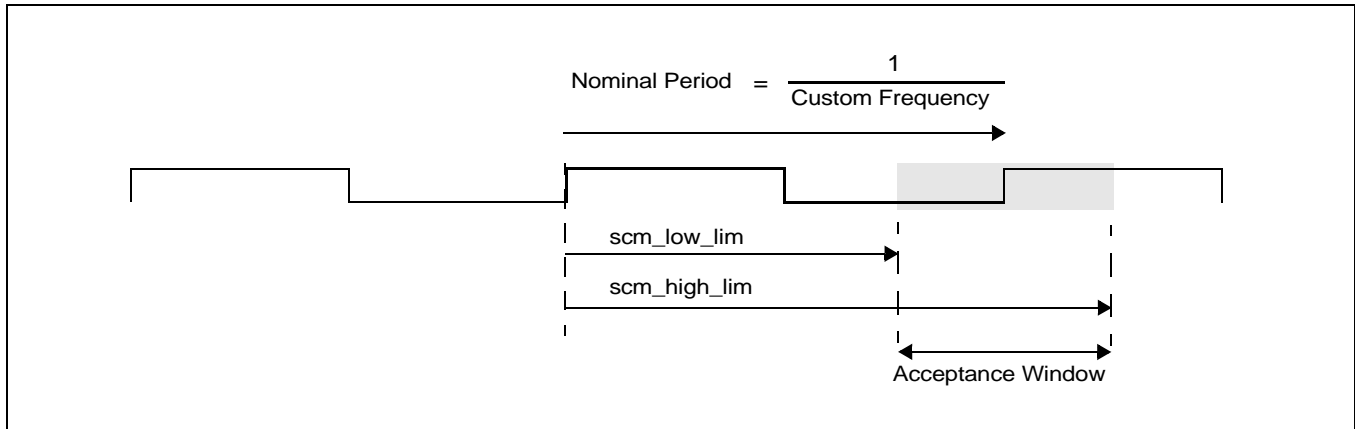 1
Nominal Period =
Custom Frequency
scm_low_lim
scm_high_lim
Acceptance Window